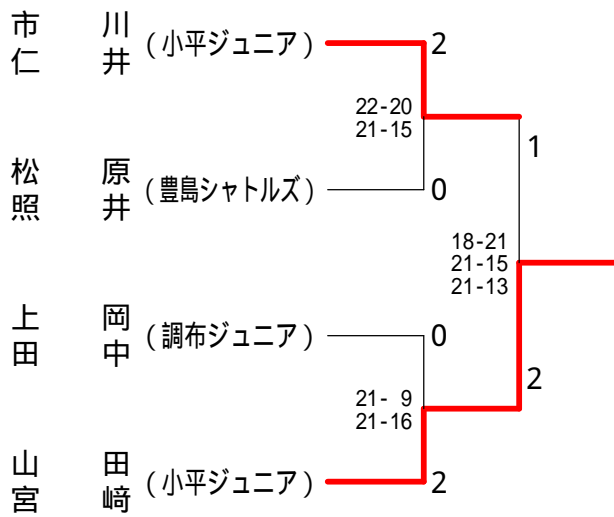 市 川
仁 井
(小平ジュニア)
2
22-20
21-15
1
松 原
照 井
(豊島シャトルズ)
0
18-21
21-15
21-13
上 岡
田 中
(調布ジュニア)
0
21- 9
21-16
2
山 田
宮 﨑
(小平ジュニア)
2